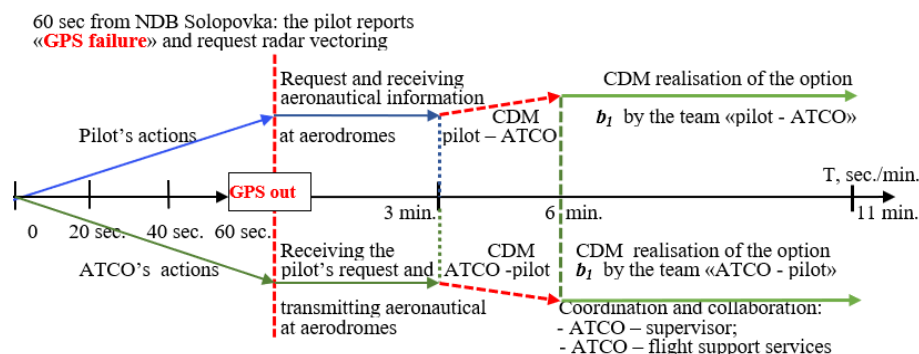 60 sec from NDB Solopovka: the pilot reports
«GPS failure» and request radar vectoring
Request and receiving
aeronautical information
at aerodromes
Pilot’s actions
CDM
pilot – ATCO
CDM realisation of the option
b1 by the team «pilot - ATCO»
GPS out
T, sec./min.
0 20 sec. 40 sec. 60 sec. 3 min. 6 min. 11 min.
ATCO’s actions
Receiving the
pilot’s request and
transmitting aeronautical
at aerodromes
CDM
ATCO -pilot
CDM realisation of the option
b1 by the team «ATCO - pilot»
Coordination and collaboration:
- ATCO – supervisor;
- ATCO – flight support services